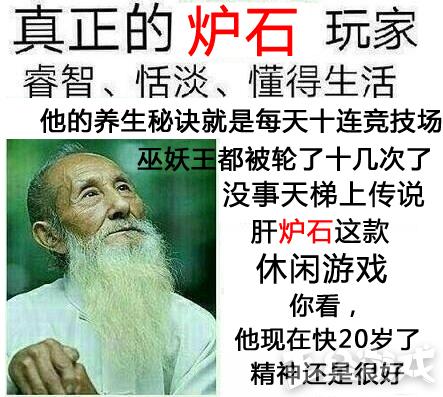 真正的 炉石 玩家
睿智、恬淡、懂得生活
他的养生秘诀就是每天十连竞技场
巫妖王都被轮了十几次了
没事天梯上传说
肝炉石这款
休闲游戏
你看，
他现在快20岁了
精神还是很好